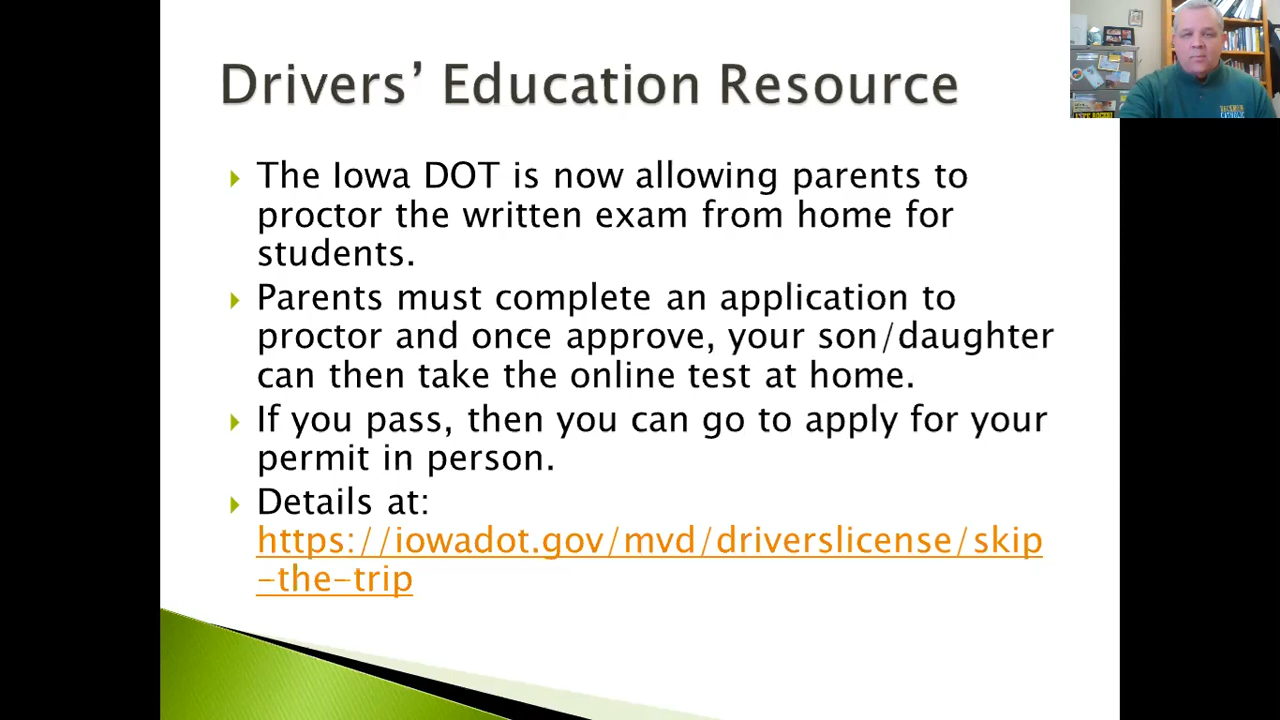 Drivers’ Education Resource
The Iowa DOT is now allowing parents to
proctor the written exam from home for
students.
Parents must complete an application to
proctor and once approve, your son/daughter
can then take the online test at home.
If you pass, then you can go to apply for your
permit in person.
Details at:
https://iowadot.gov/mvd/driverslicense/skip
-the-trip